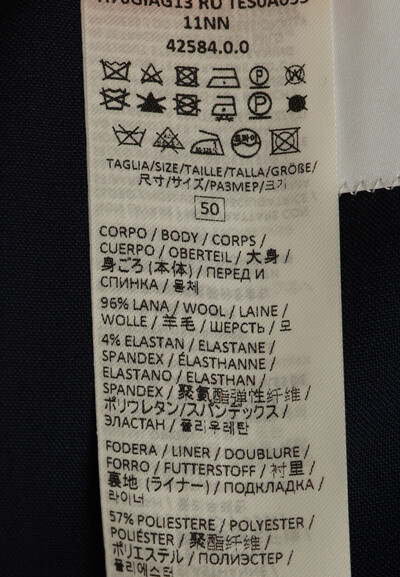 11NN
42584.0.0
TAGLIA/SIZE/TAILLE/TALLA/GRÖßE/
尺寸/サイズ/РАЗМЕР/크기
50
CORPO / BODY / CORPS /
CUERPO / OBERTEIL / 大身 /
身ごろ (本体) / ПЕРЕД И
СПИНКА / 몸체
96% LANA / WOOL / LAINE /
WOLLE / 羊毛 / ШЕРСТЬ / 모
4% ELASTAN / ELASTANE /
SPANDEX / ÉLASTHANNE /
ELASTANO / ELASTHAN /
SPANDEX / 聚氨酯弹性纤维 /
ポリウレタン/スパンデックス /
ЭЛАСТАН / 폴리우레탄
FODERA / LINER / DOUBLURE /
FORRO / FUTTERSTOFF / 衬里 /
裏地 (ライナー) / ПОДКЛАДКА /
라이너
57% POLIESTERE / POLYESTER /
POLIÉSTER / 聚酯纤维 /
ポリエステル / ПОЛИЭСТЕР /
폴리에스터